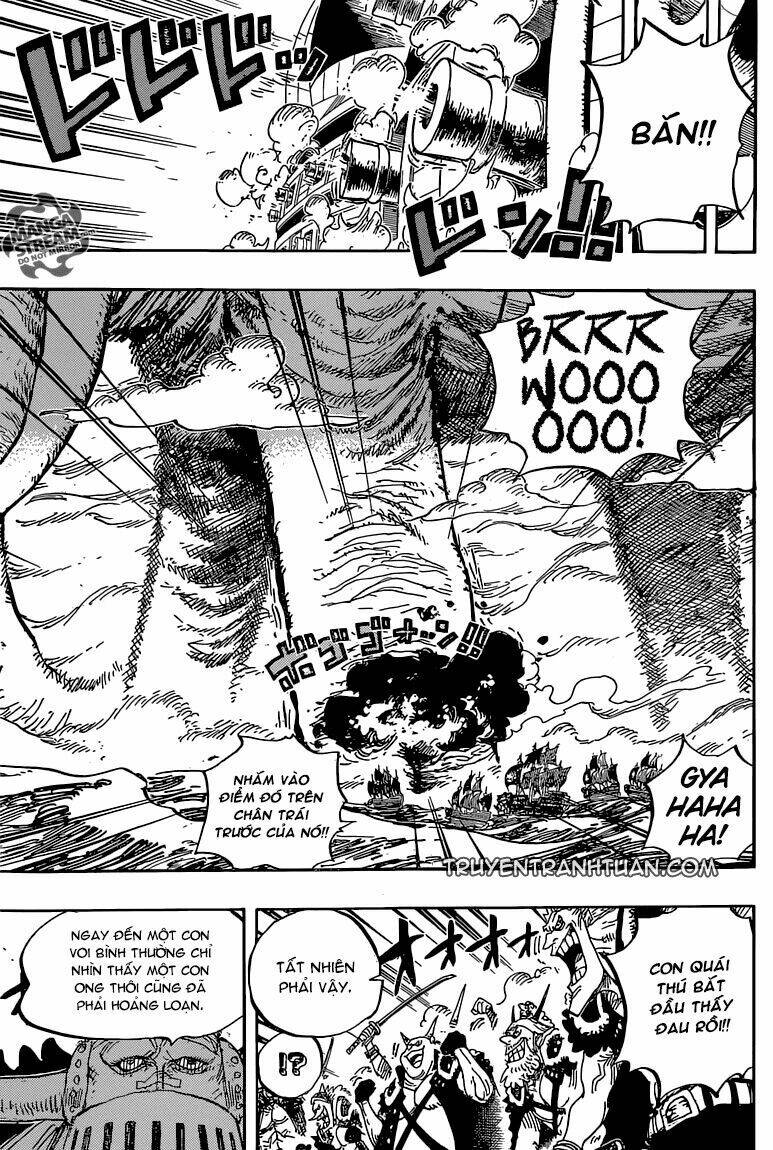 ドドドドン!!
BẮN!!
MANGA
STREAM
DO NOT MIRROR
BRRR
WOOO
OOO!
NHẮM VÀO
ĐIỂM ĐÓ TRÊN
CHÂN TRÁI
TRƯỚC CỦA NÓ!!
GYA
HAHA
HA!
TRUYENTRANHTUAN.COM
CON QUÁI
THÚ BẮT
ĐẦU THẤY
ĐAU RỒI!!
オオオオ
TẤT NHIÊN
PHẢI VẬY.
!?
NGAY ĐẾN MỘT CON
VOI BÌNH THƯỜNG CHỈ
NHÌN THẤY MỘT CON
ONG THÔI CŨNG ĐÃ
PHẢI HOẢNG LOẠN.